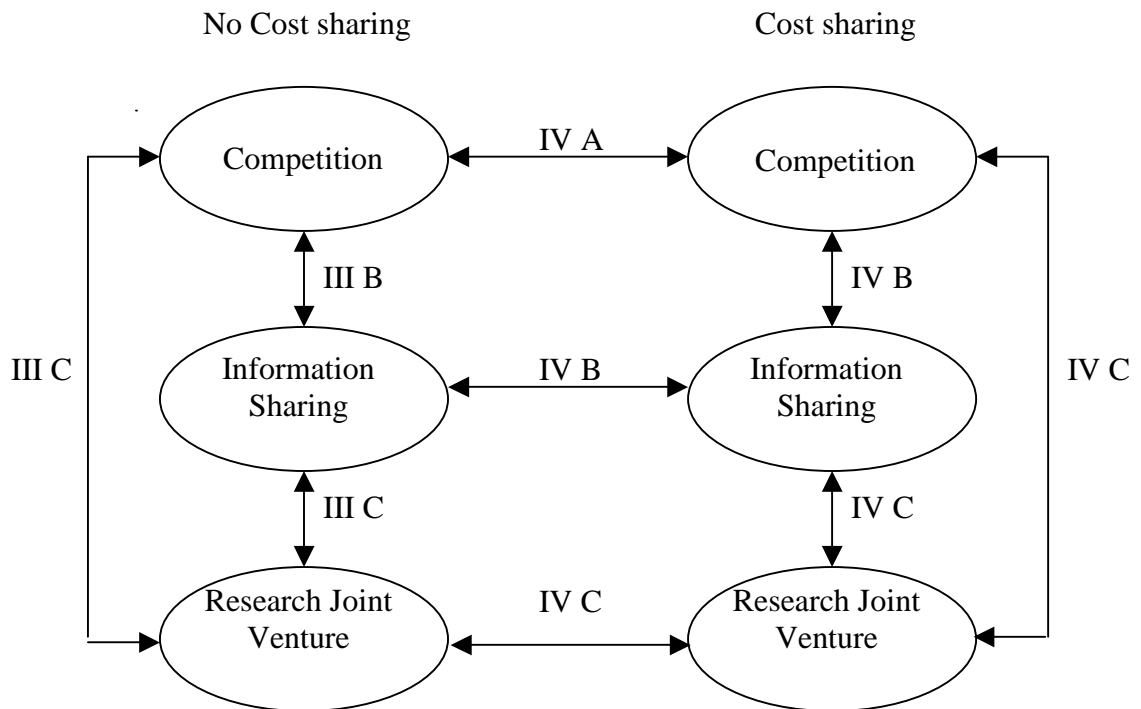 No Cost sharing
Cost sharing
Competition
IV A
Competition
III B
IV B
III C
Information
Sharing
IV B
Information
Sharing
IV C
III C
IV C
Research Joint
Venture
IV C
Research Joint
Venture